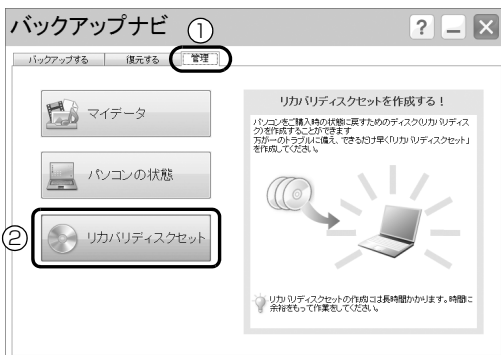 バックアップナビ
①
? － ×
バックアップする 復元する 管理
マイデータ
パソコンの状態
② リカバリディスクセット
リカバリディスクセットを作成する！
パソコンをご購入時の状態に戻すためのディスク(リカバリディス
ク)を作成することができます
万が一のトラブルに備え、できるだけ早く「リカバリディスクセット」
を作成してください。
リカバリディスクセットの作成には長時間かかります。時間に
余裕をもって作業をしてください。